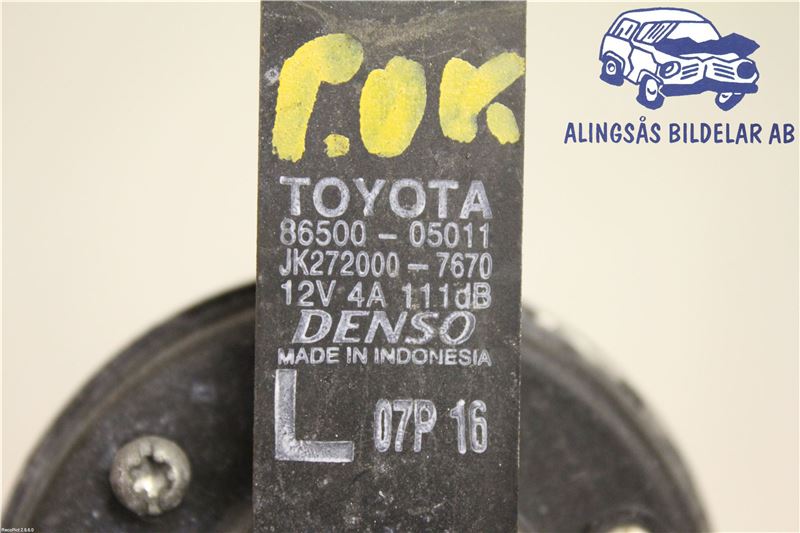 P.OK
ALINGSÅS BILDELAR AB
TOYOTA
86500-05011
JK272000-7670
12V 4A 111dB
DENSO
MADE IN INDONESIA
L 07P 16